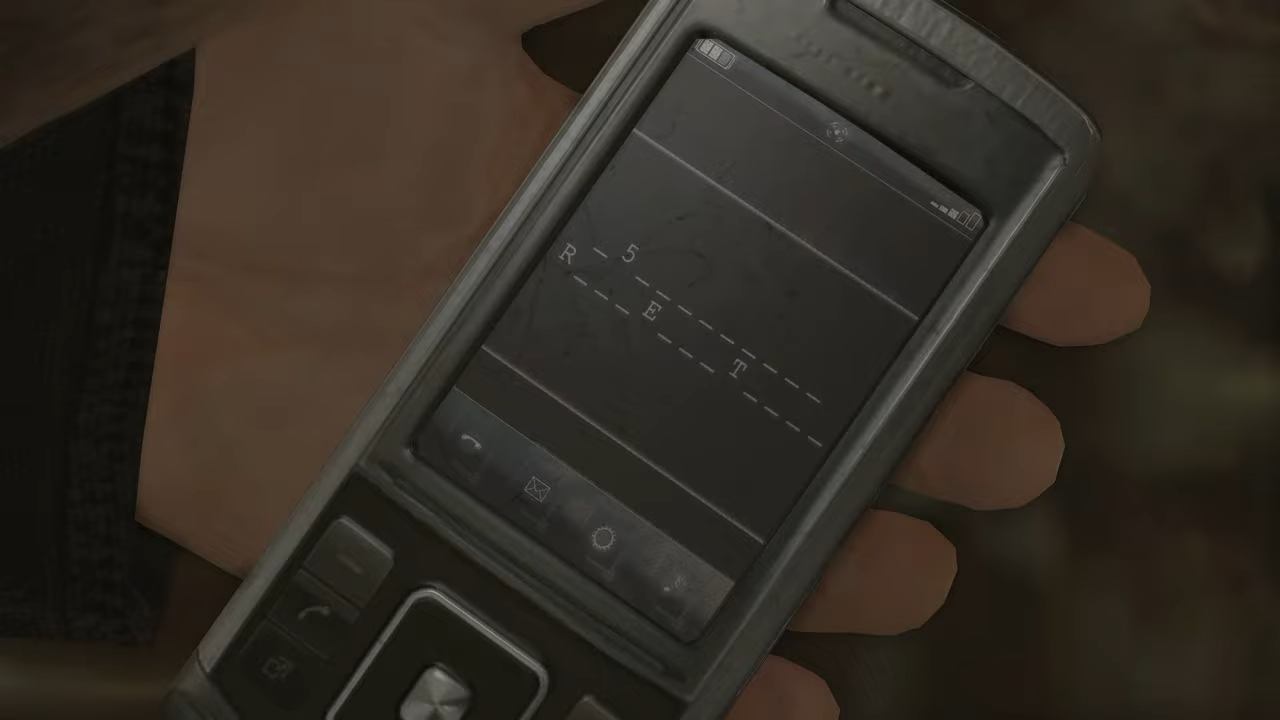 _ 5 _ _ _ _ _ _ _ _ _
R _ _ _ E _ _ _ T _ _ _ _